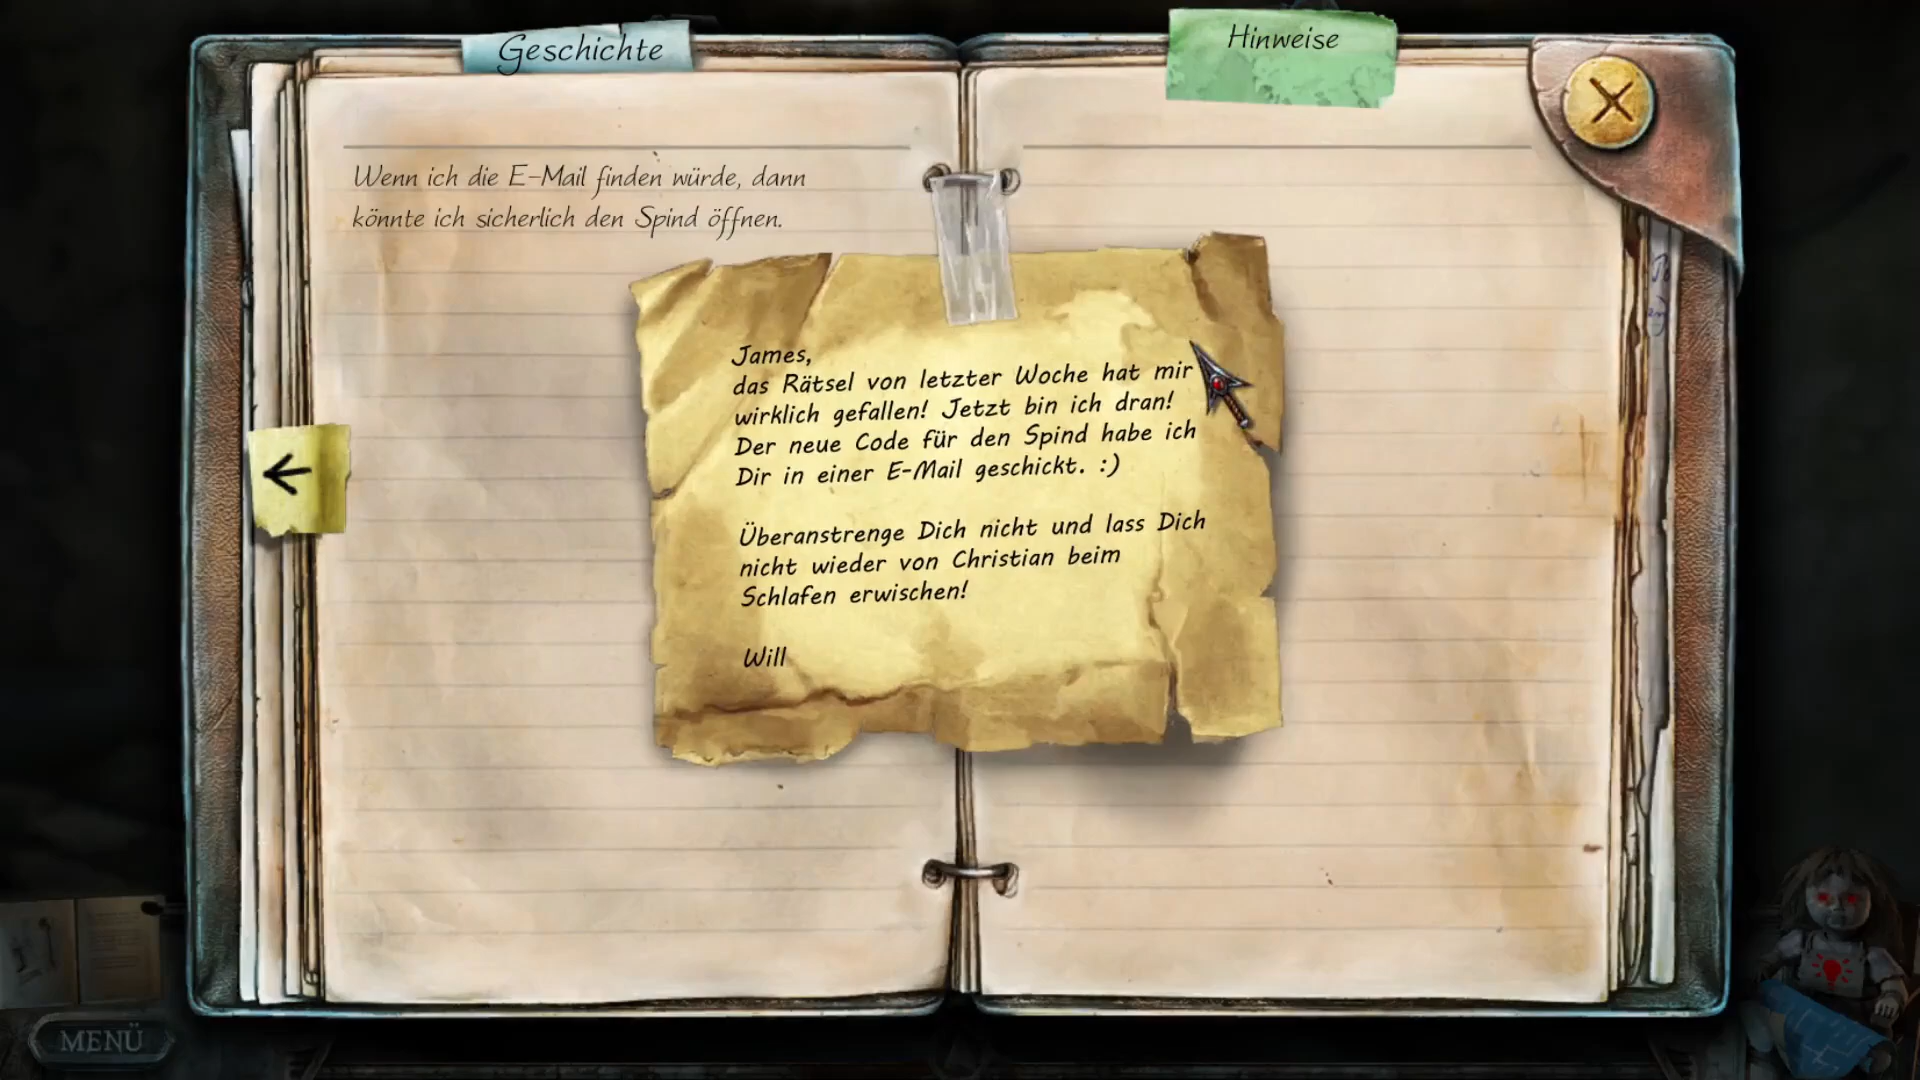 Geschichte
Hinweise
Wenn ich die E-Mail finden würde, dann
könnte ich sicherlich den Spind öffnen.
James,
das Rätsel von letzter Woche hat mir
wirklich gefallen! Jetzt bin ich dran!
Der neue Code für den Spind habe ich
Dir in einer E-Mail geschickt. :)
Überanstrenge Dich nicht und lass Dich
nicht wieder von Christian beim
Schlafen erwischen!
Will
MENÜ